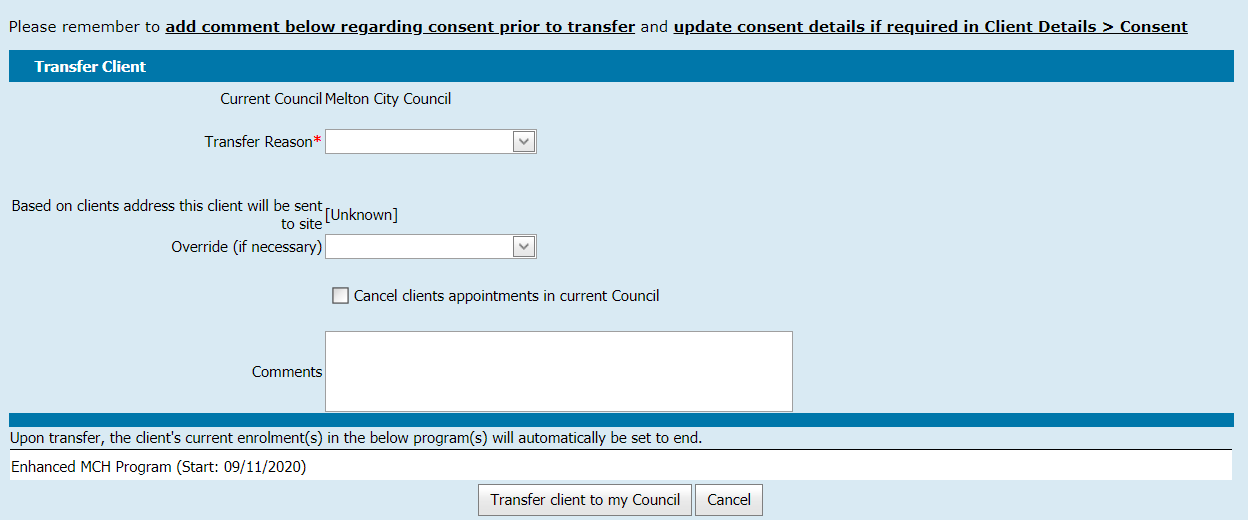 Please remember to add comment below regarding consent prior to transfer and update consent details if required in Client Details > Consent
Transfer Client
Current Council Melton City Council
Transfer Reason*
Based on clients address this client will be sent
to site [Unknown]
Override (if necessary)
Cancel clients appointments in current Council
Comments
Upon transfer, the client's current enrolment(s) in the below program(s) will automatically be set to end.
Enhanced MCH Program (Start: 09/11/2020)
Transfer client to my Council Cancel